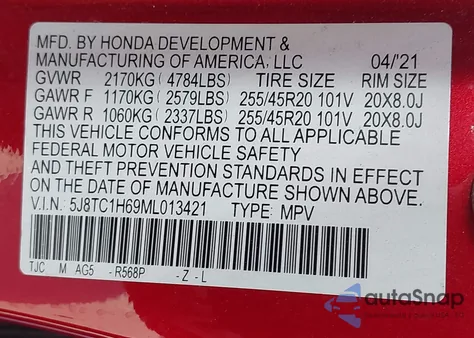 MFD. BY HONDA DEVELOPMENT &
MANUFACTURING OF AMERICA, LLC 04/'21
GVWR 2170KG(4784LBS) TIRE SIZE RIM SIZE
GAWR F 1170KG(2579LBS) 255/45R20 101V 20X8.0J
GAWR R 1060KG(2337LBS) 255/45R20 101V 20X8.0J
THIS VEHICLE CONFORMS TO ALL APPLICABLE
FEDERAL MOTOR VEHICLE SAFETY
AND THEFT PREVENTION STANDARDS IN EFFECT ON THE
DATE OF MANUFACTURE SHOWN ABOVE.
V.I.N: 5J8TC1H69ML013421 TYPE: MPV
TJC M AG5 -R568P -Z-L
autoSnap